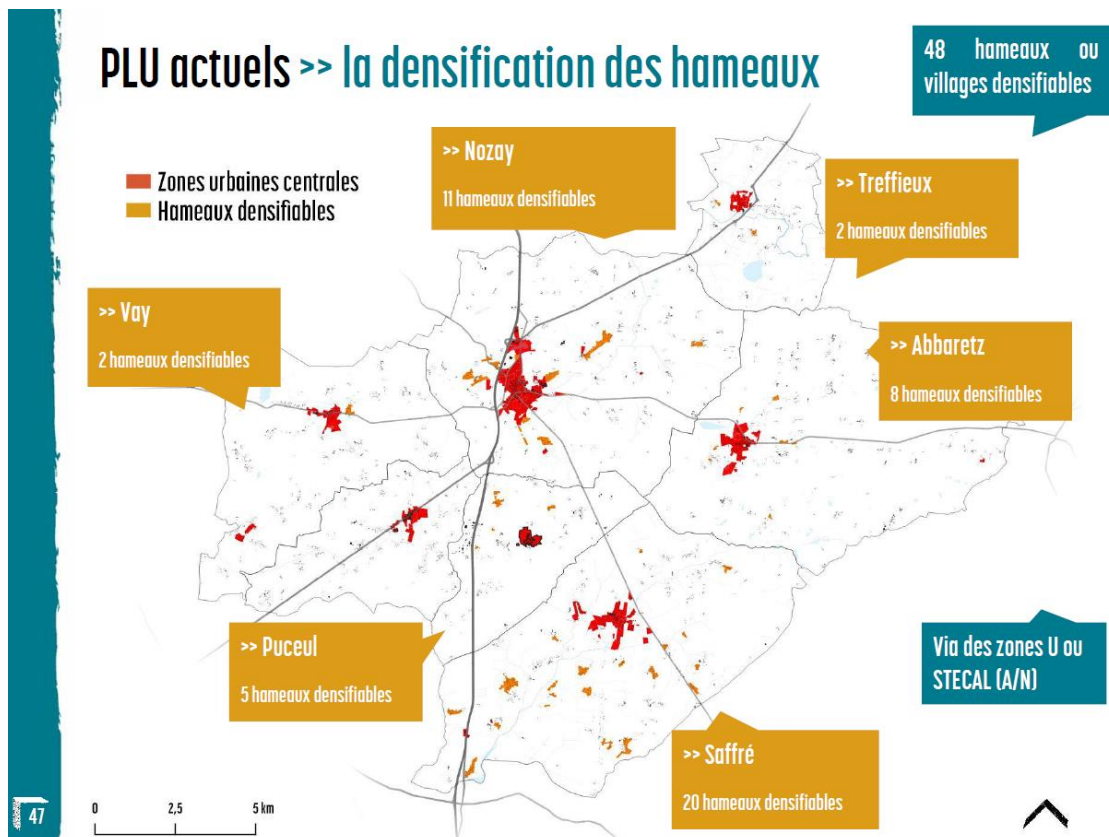 PLU actuels >> la densification des hameaux
48 hameaux ou
villages densifiables
Zones urbaines centrales
Hameaux densifiables
>> Nozay
11 hameaux densifiables
>> Treffieux
2 hameaux densifiables
>> Vay
2 hameaux densifiables
>> Abbaretz
8 hameaux densifiables
>> Puceul
5 hameaux densifiables
Via des zones U ou
STECAL (A/N)
>> Saffré
20 hameaux densifiables
0 2,5 5 km
47